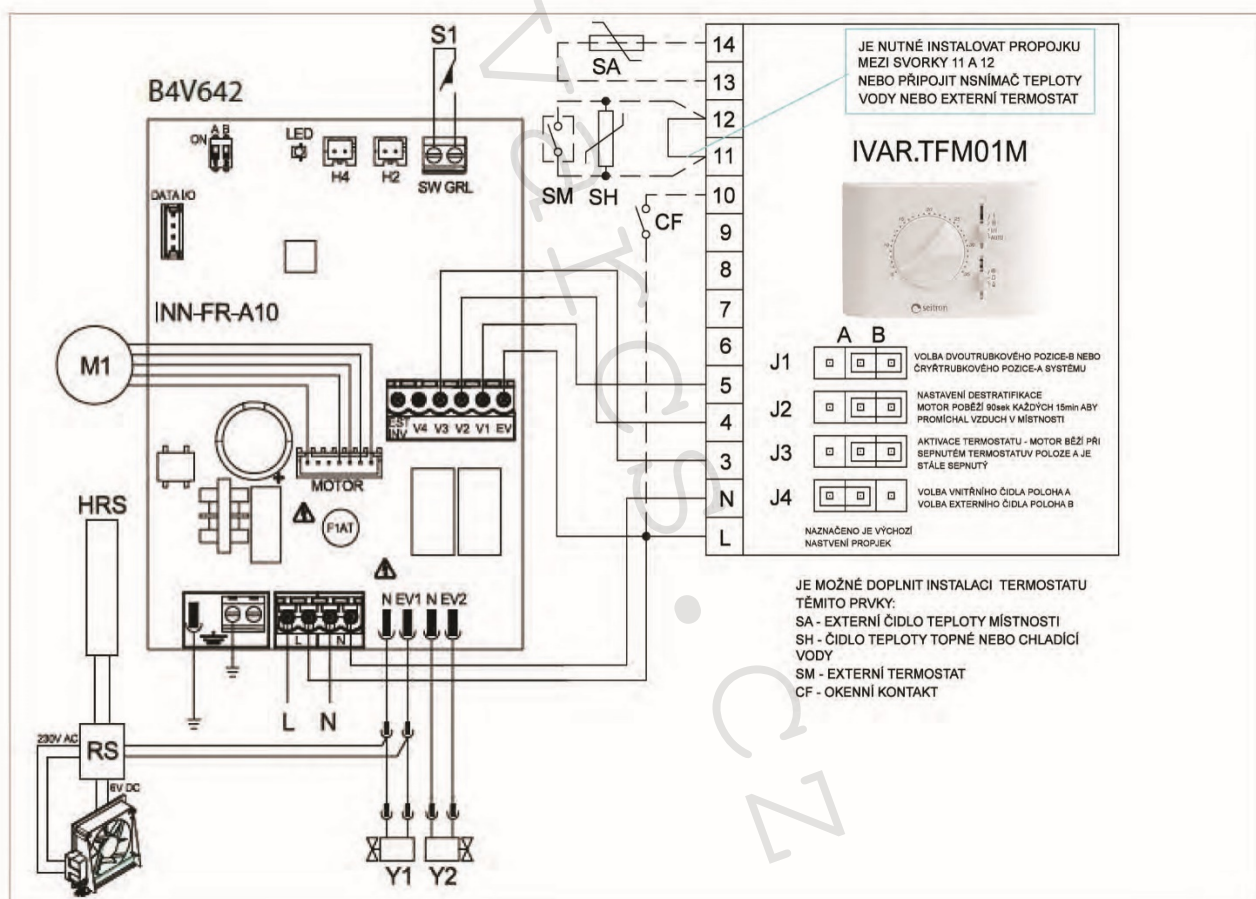 S1
B4V642
ON
A B
LED
H4
H2
SW GRL
DATA I/O
INN-FR-A10
M1
EST INV V4 V3 V2 V1 EV
MOTOR
F1AT
HRS
N EV1 N EV2
L N
L N
230V AC
RS
6V DC
Y1 Y2
SA
SM SH
CF
14
13
12
11
10
9
8
7
6
5
4
3
N
L
JE NUTNÉ INSTALOVAT PROPOJKU
MEZI SVORKY 11 A 12
NEBO PŘIPOJIT NSNÍMAČ TEPLOTY
VODY NEBO EXTERNÍ TERMOSTAT
IVAR.TFM01M
seitron
A B
J1
VOLBA DVOUTRUBKOVÉHO POZICE-B NEBO
ČRYŘTRUBKOVÉHO POZICE-A SYSTÉMU
J2
NASTAVENÍ DESTRATIFIKACE
MOTOR POBĚŽÍ 90sek KAŽDÝCH 15min ABY
PROMÍCHAL VZDUCH V MÍSTNOSTI
J3
AKTIVACE TERMOSTATU - MOTOR BĚŽÍ PŘI
SEPNUTÉM TERMOSTATUV POLOZE A JE
STÁLE SEPNUTÝ
J4
VOLBA VNITŘNÍHO ČIDLA POLOHA A
VOLBA EXTERNÍHO ČIDLA POLOHA B
NAZNAČENO JE VÝCHOZÍ
NASTVENÍ PROPJEK
JE MOŽNÉ DOPLNIT INSTALACI TERMOSTATU
TĚMITO PRVKY:
SA - EXTERNÍ ČIDLO TEPLOTY MÍSTNOSTI
SH - ČIDLO TEPLOTY TOPNÉ NEBO CHLADÍCÍ
VODY
SM - EXTERNÍ TERMOSTAT
CF - OKENNÍ KONTAKT